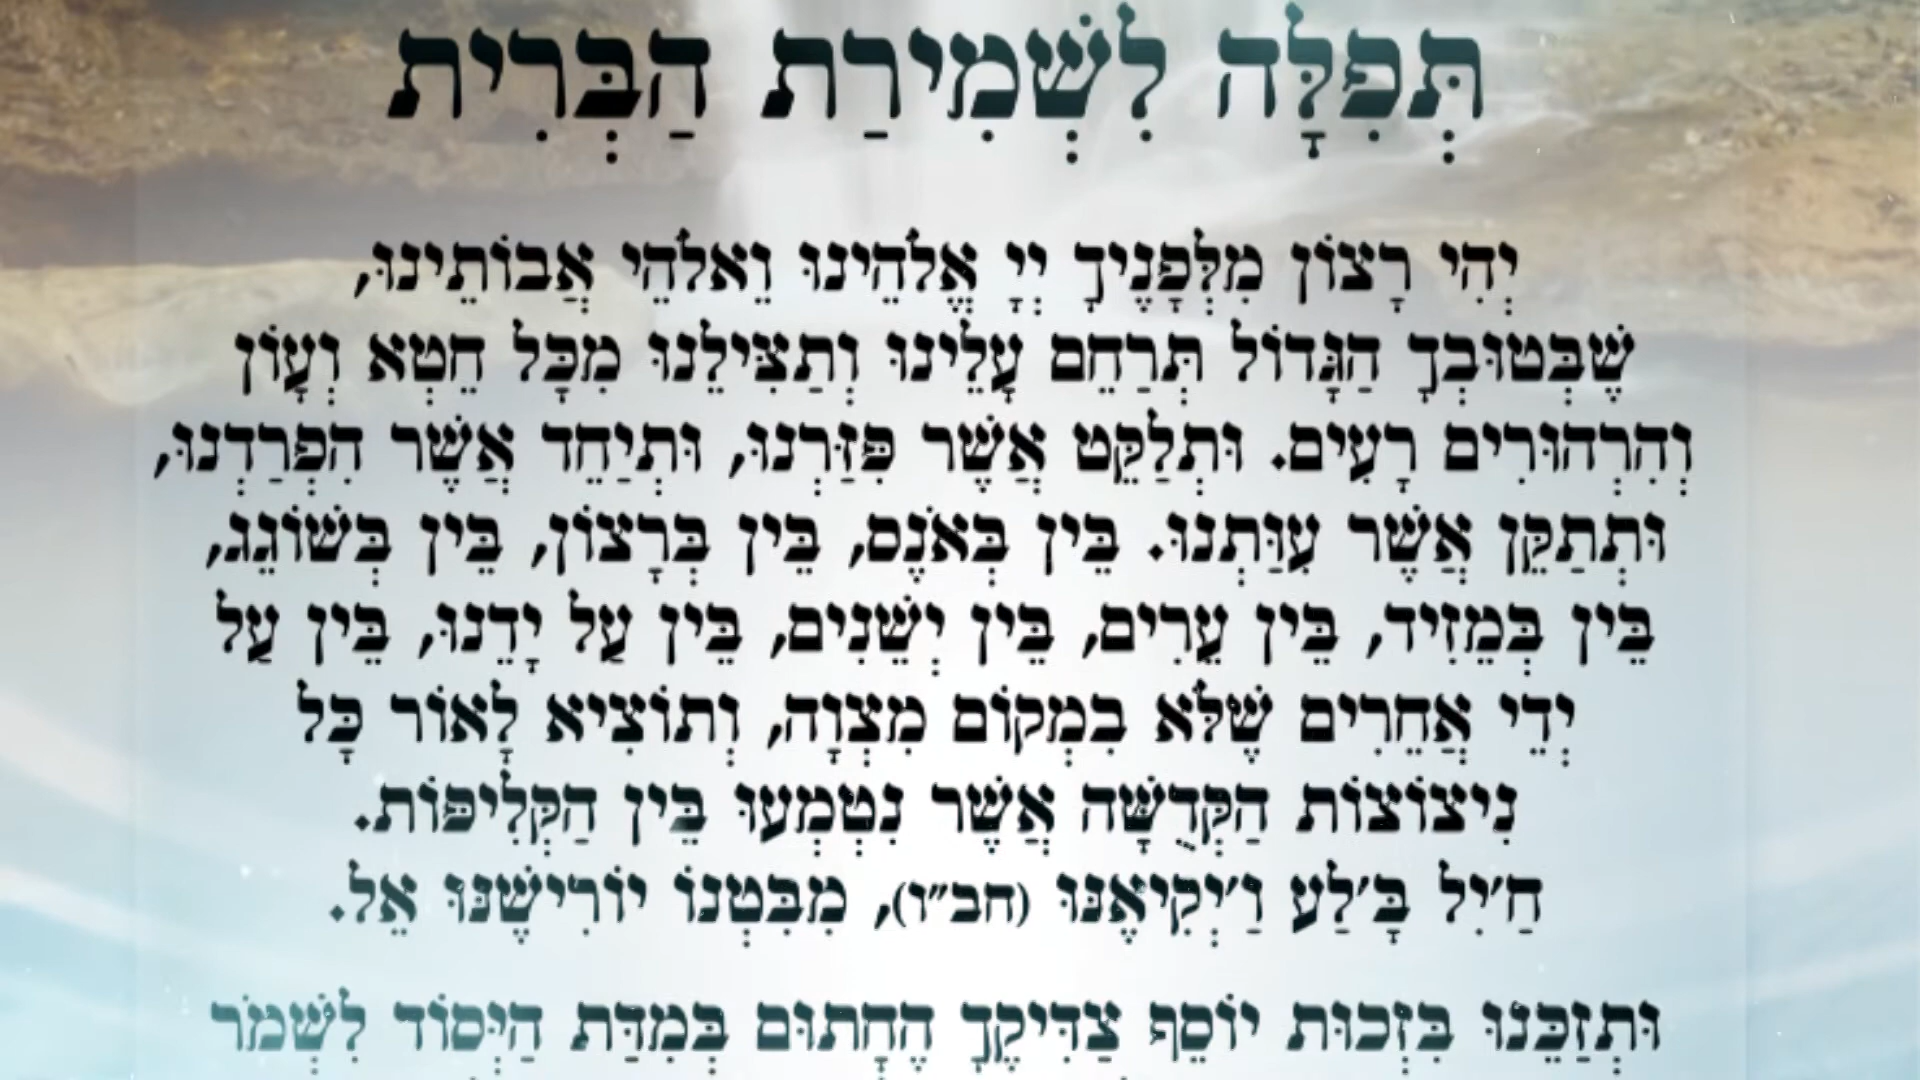 תְּפִלָּה לִשְׁמִירַת הַבְּרִית
יְהִי רָצוֹן מִלְּפָנֶיךָ יְיָ אֱלֹהֵינוּ וֵאלֹהֵי אֲבוֹתֵינוּ,
שֶׁבְּטוּבְךָ הַגָּדוֹל תְּרַחֵם עָלֵינוּ וְתַצִּילֵנוּ מִכָּל חֵטְא וְעָוֹן
וְהִרְהוּרִים רָעִים. וּתְלַקֵּט אֲשֶׁר פִּזַּרְנוּ, וּתְיַחֵד אֲשֶׁר הִפְרַדְנוּ,
וּתְתַקֵּן אֲשֶׁר עִוַּתְנוּ. בֵּין בְּאֹנֶס, בֵּין בְּרָצוֹן, בֵּין בְּשׁוֹגֵג,
בֵּין בְּמֵזִיד, בֵּין עֵרִים, בֵּין יְשֵׁנִים, בֵּין עַל יָדֵנוּ, בֵּין עַל
יְדֵי אֲחֵרִים שֶׁלֹּא בִמְקוֹם מִצְוָה, וְתוֹצִיא לָאוֹר כָּל
נִיצוֹצוֹת הַקְּדֻשָּׁה אֲשֶׁר נִטְמְעוּ בֵּין הַקְּלִיפּוֹת.
חַ׳יִל בָּ׳לַע וַ׳יְקִיאֶנּוּ (חב״ו), מִבִּטְנוֹ יוֹרִישֶׁנּוּ אֵל.
וּתְזַכֵּנוּ בִּזְכוּת יוֹסֵף צַדִּיקֶךָ הֶחָתוּם בְּמִדַּת הַיְּסוֹד לִשְׁמֹר